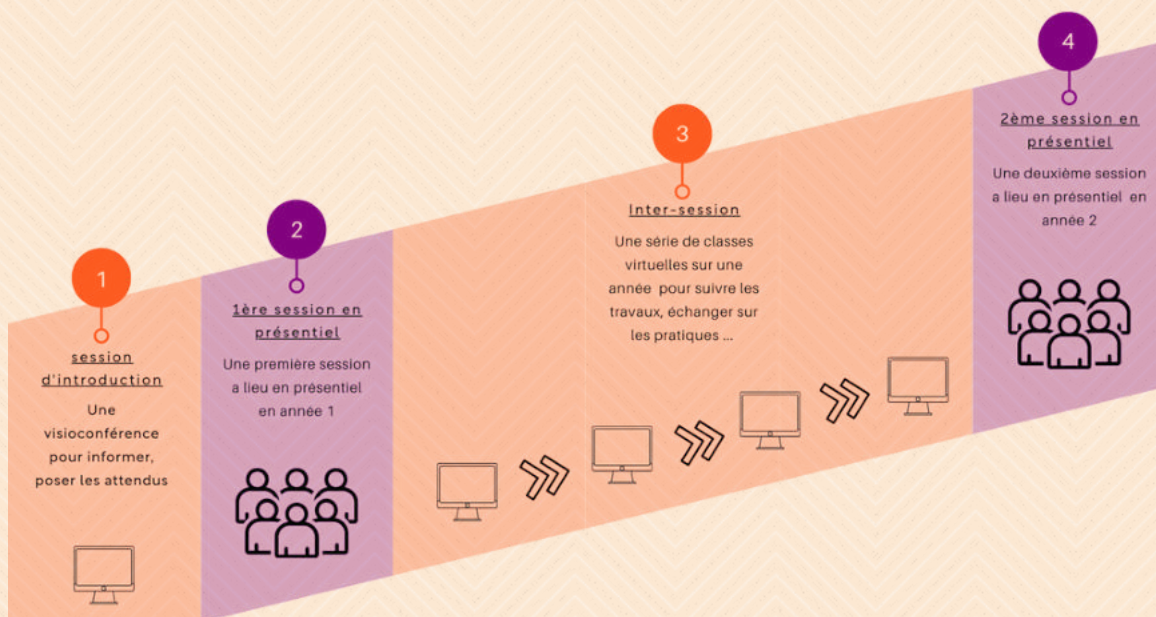 1
session
d'introduction
Une
visioconférence
pour informer,
poser les attendus
2
1ère session en
présentiel
Une première session
a lieu en présentiel
en année 1
3
Inter-session
Une série de classes
virtuelles sur une
année pour suivre les
travaux, échanger sur
les pratiques ...
4
2ème session en
présentiel
Une deuxième session
a lieu en présentiel en
année 2